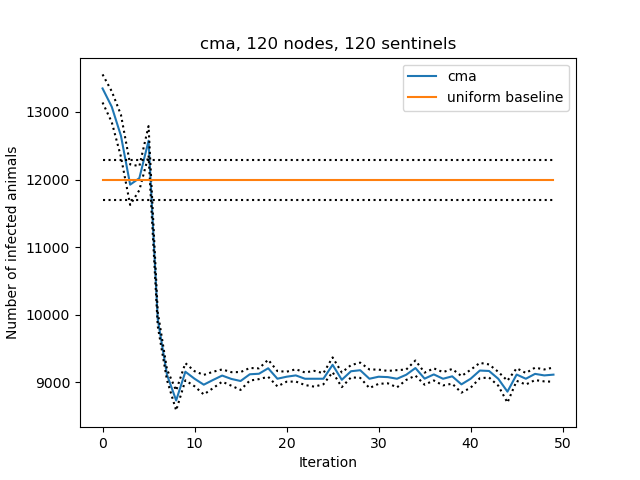 cma, 120 nodes, 120 sentinels
cma
uniform baseline
Number of infected animals
13000
12000
11000
10000
9000
0 10 20 30 40 50
Iteration